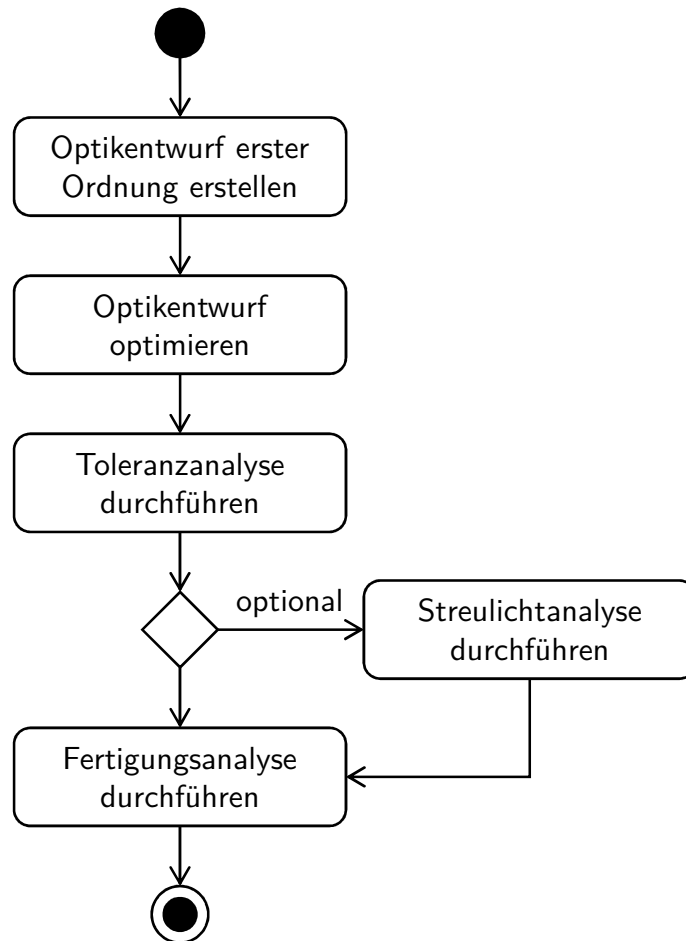 Optikentwurf erster
Ordnung erstellen
Optikentwurf
optimieren
Toleranzanalyse
durchführen
optional
Streulichtanalyse
durchführen
Fertigungsanalyse
durchführen